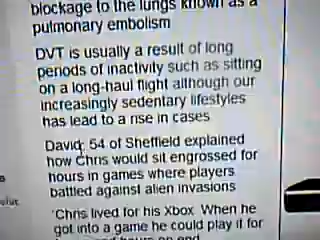 blockage to the lungs known as a
pulmonary embolism
DVT is usually a result of long
periods of inactivity such as sitting
on a long-haul flight although our
increasingly sedentary lifestyles
has lead to a rise in cases
David, 54 of Sheffield explained
how Chris would sit engrossed for
hours in games where players
battled against alien invasions
'Chris lived for his Xbox. When he
got into a game he could play it for
hours on end